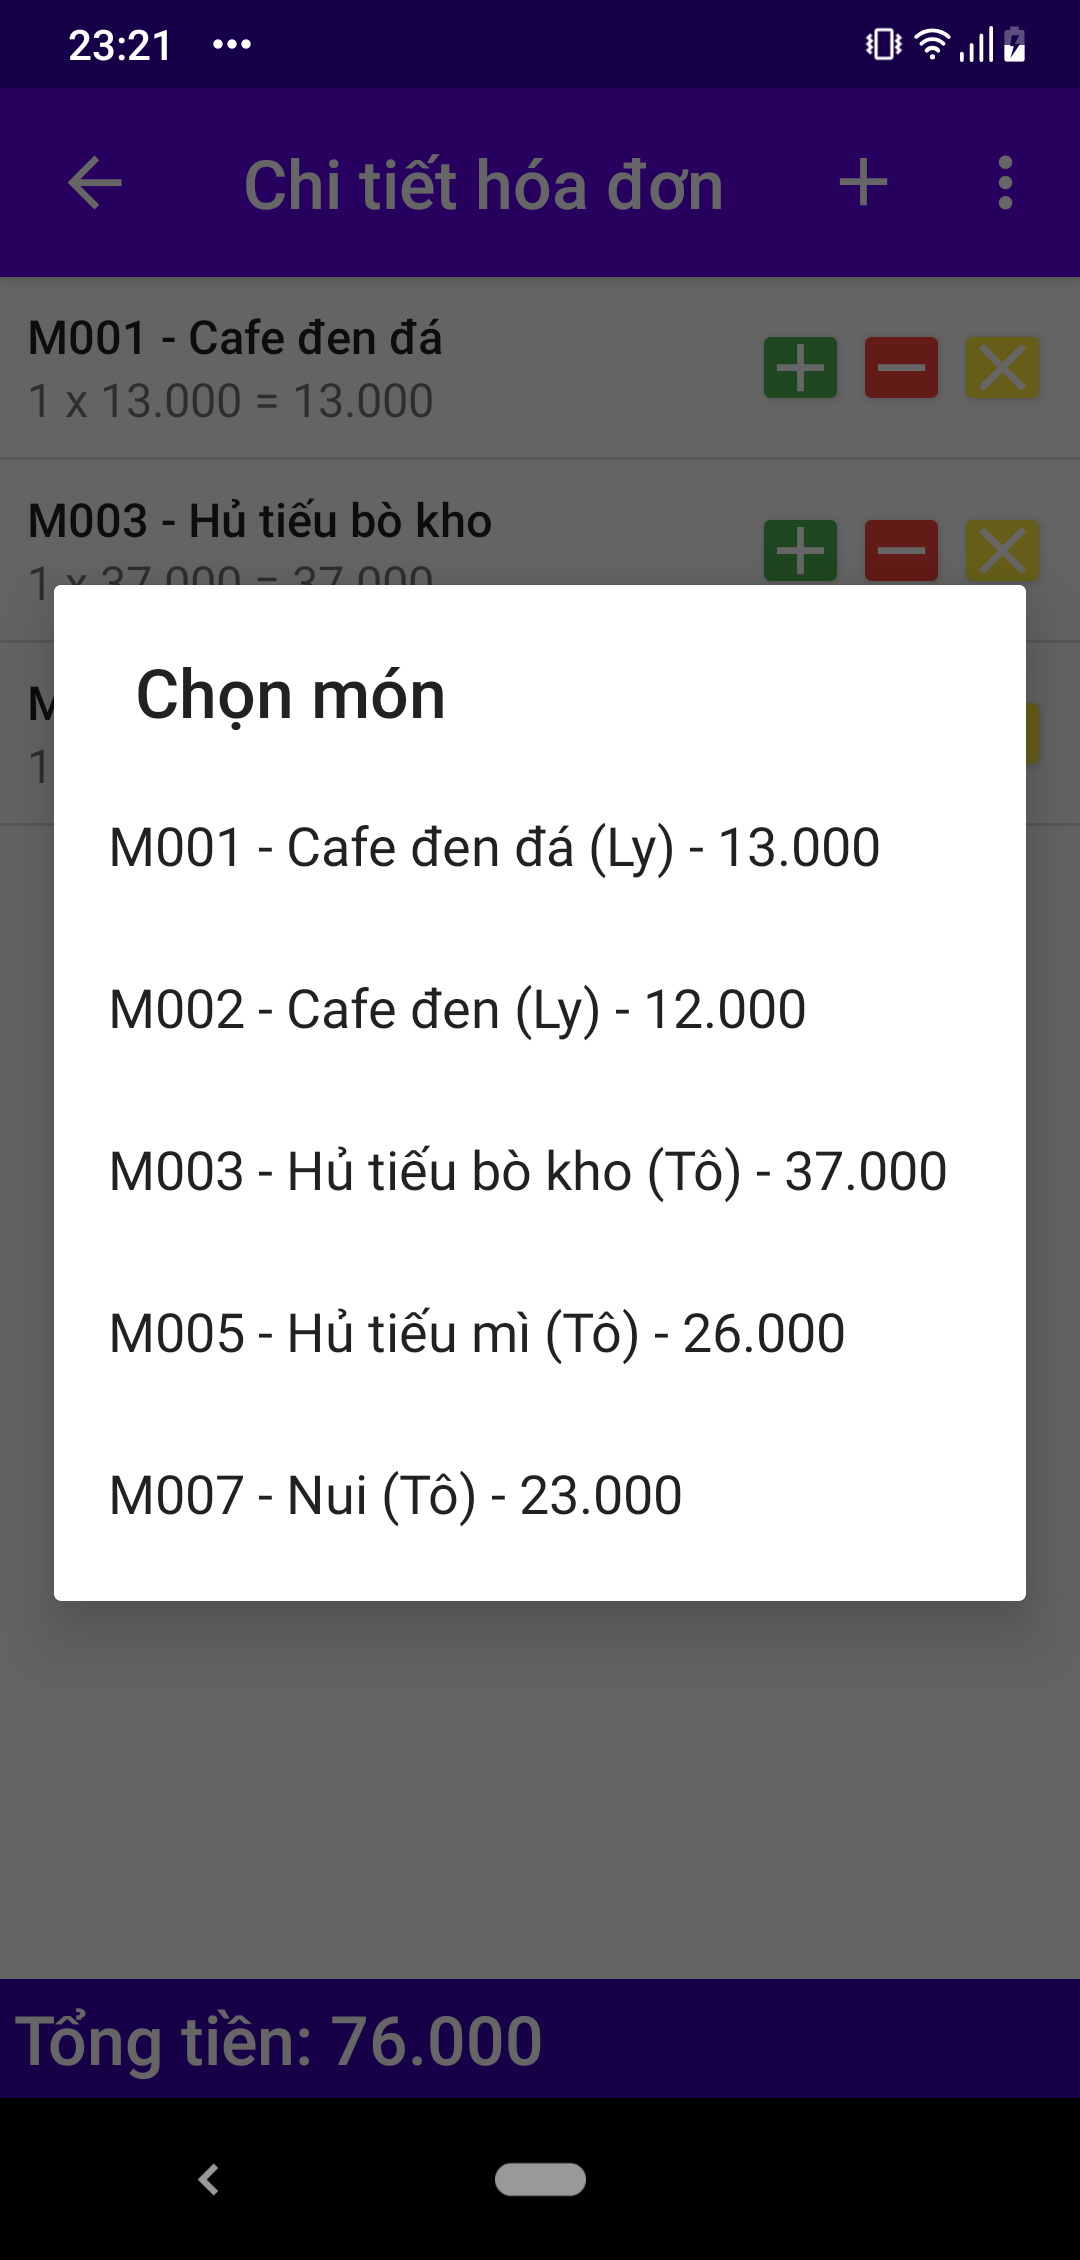 23:21
Chi tiết hóa đơn
M001 - Cafe đen đá
1 x 13.000 = 13.000
M003 - Hủ tiếu bò kho
1 x 37.000 = 37.000
M
1
Chọn món
M001 - Cafe đen đá (Ly) - 13.000
M002 - Cafe đen (Ly) - 12.000
M003 - Hủ tiếu bò kho (Tô) - 37.000
M005 - Hủ tiếu mì (Tô) - 26.000
M007 - Nui (Tô) - 23.000
Tổng tiền: 76.000